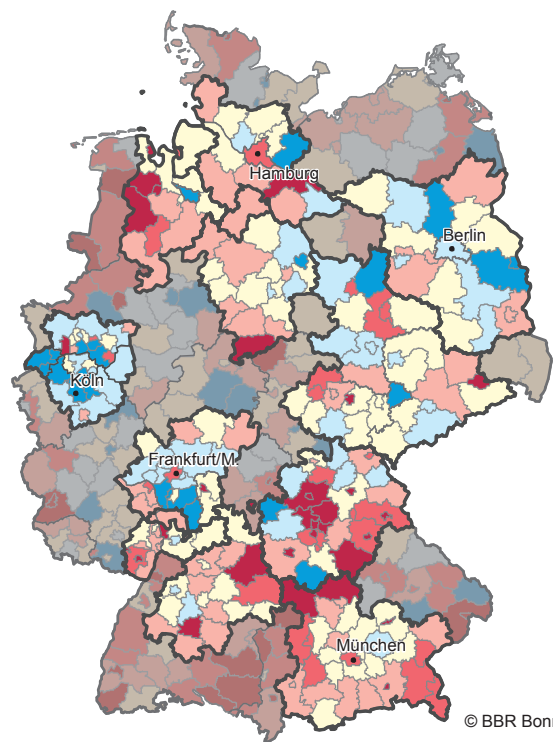 Hamburg
Berlin
Köln
Frankfurt/M.
München
© BBR Bonn